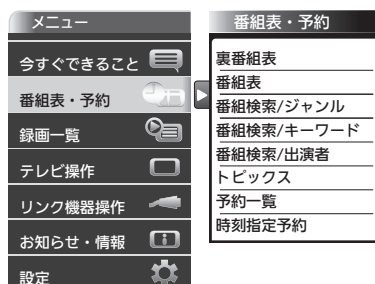 メニュー
今すぐできること
番組表・予約
録画一覧
テレビ操作
リンク機器操作
お知らせ・情報
設定
番組表・予約
裏番組表
番組表
番組検索/ジャンル
番組検索/キーワード
番組検索/出演者
トピックス
予約一覧
時刻指定予約